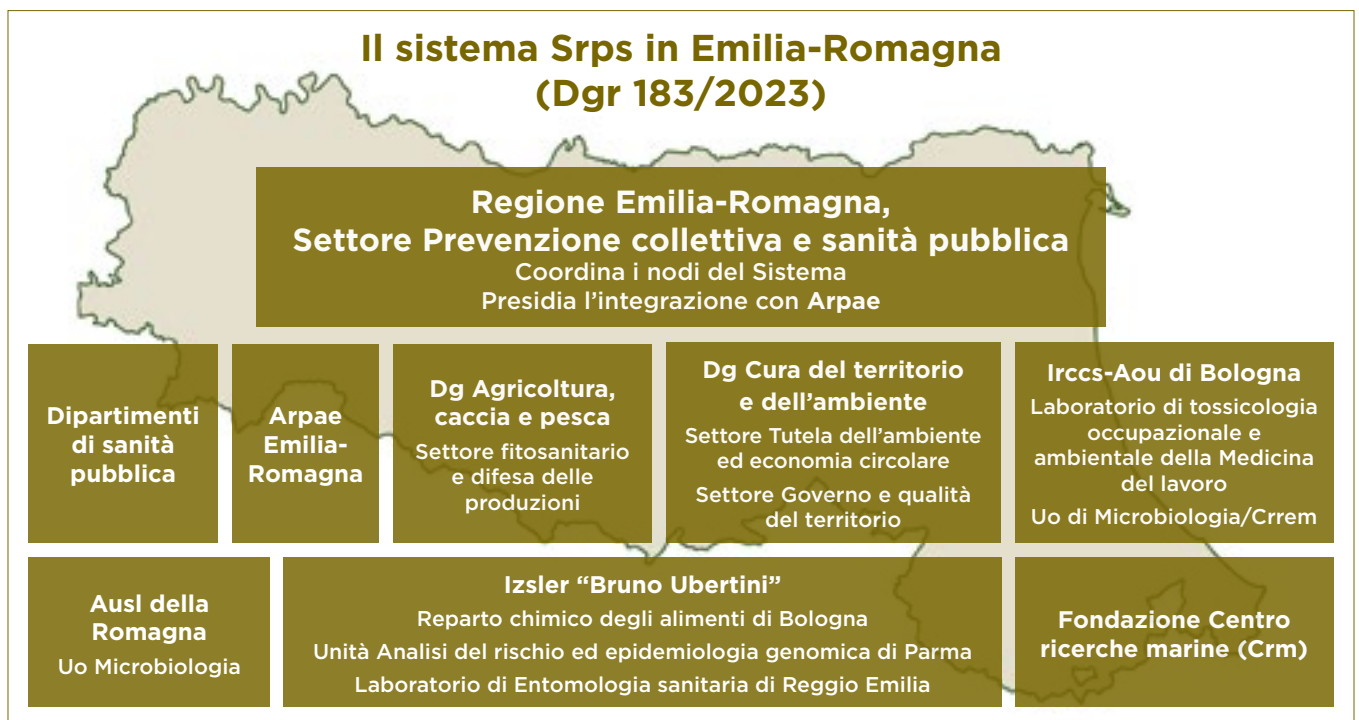 Il sistema Srps in Emilia-Romagna
(Dgr 183/2023)
Regione Emilia-Romagna,
Settore Prevenzione collettiva e sanità pubblica
Coordina i nodi del Sistema
Presidia l’integrazione con Arpae
Dipartimenti
di sanità
pubblica
Arpae
Emilia-
Romagna
Dg Agricoltura,
caccia e pesca
Settore fitosanitario
e difesa delle
produzioni
Dg Cura del territorio
e dell’ambiente
Settore Tutela dell’ambiente
ed economia circolare
Settore Governo e qualità
del territorio
Irccs-Aou di Bologna
Laboratorio di tossicologia
occupazionale e
ambientale della Medicina
del lavoro
Uo di Microbiologia/Crrem
Ausl della
Romagna
Uo Microbiologia
Izsler “Bruno Ubertini”
Reparto chimico degli alimenti di Bologna
Unità Analisi del rischio ed epidemiologia genomica di Parma
Laboratorio di Entomologia sanitaria di Reggio Emilia
Fondazione Centro
ricerche marine (Crm)